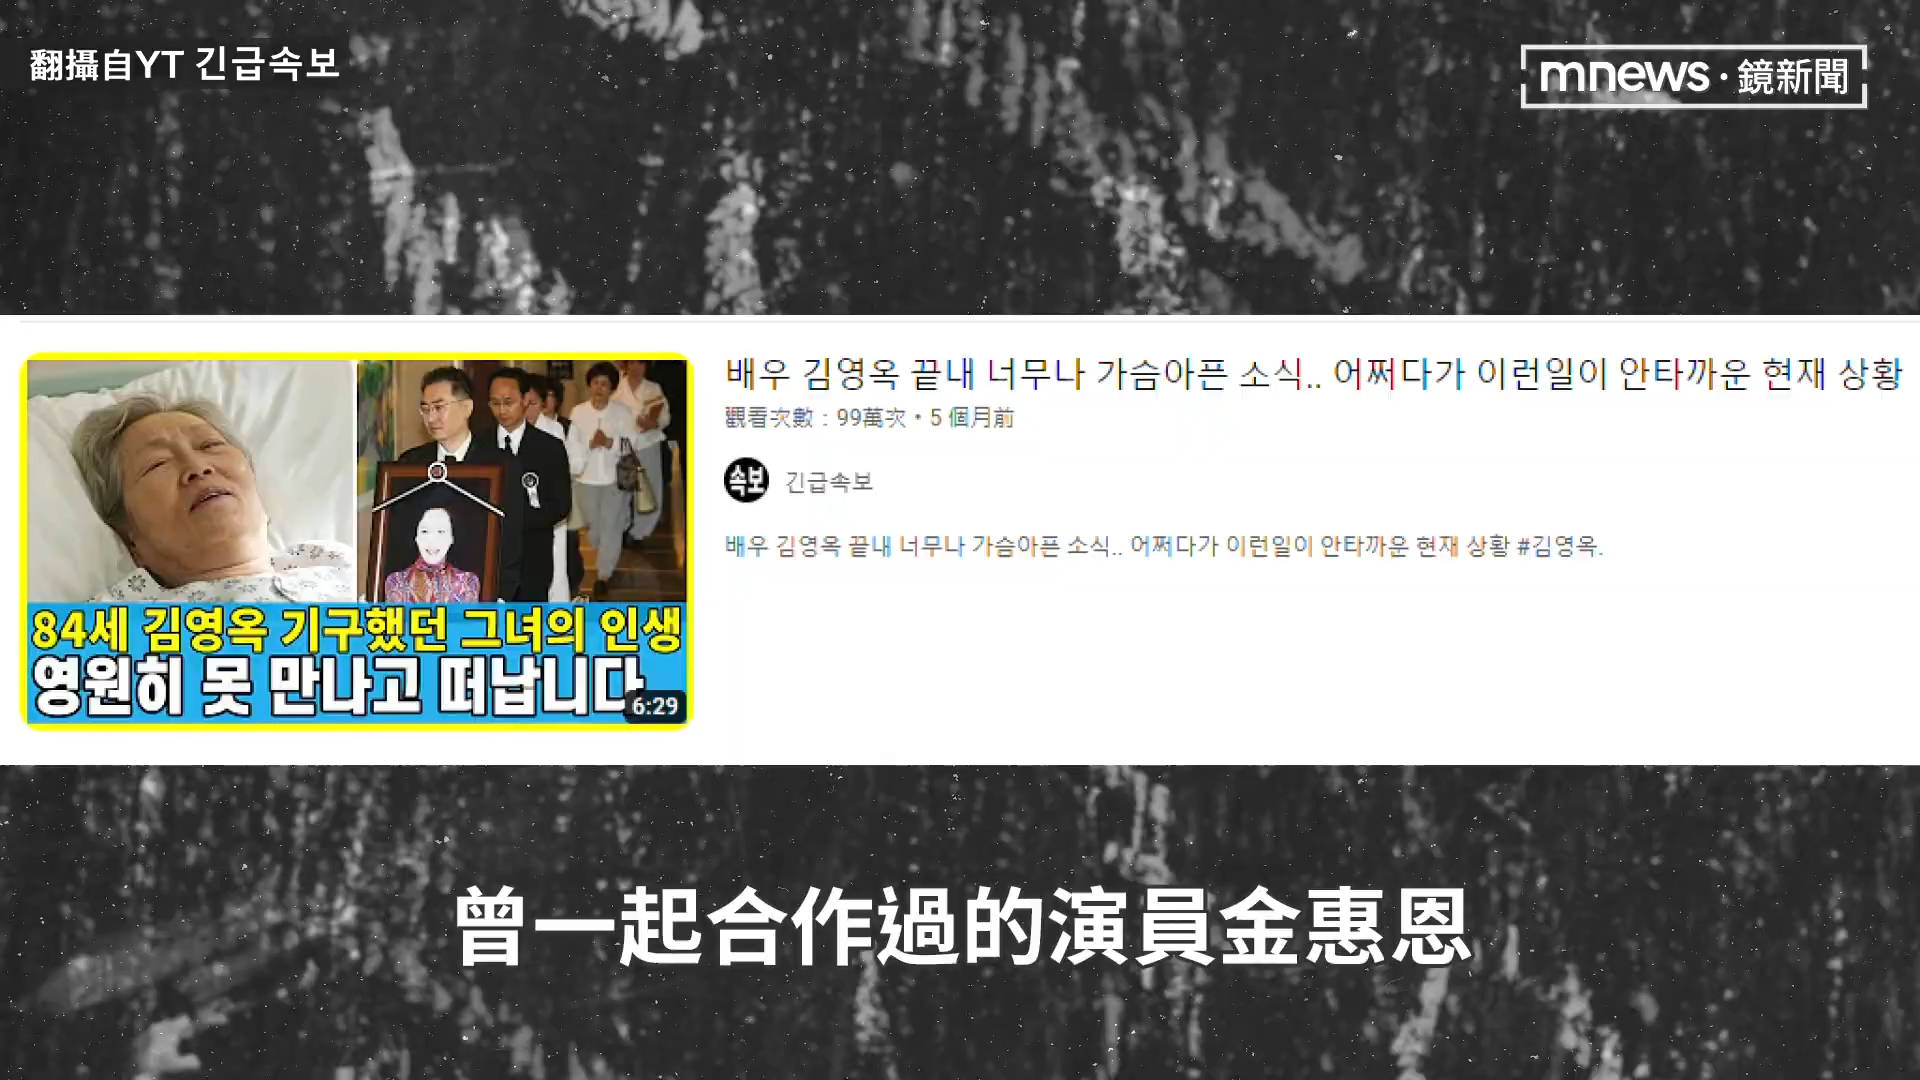 翻攝自YT 긴급속보
mnews·鏡新聞
배우 김영옥 끝내 너무나 가슴아픈 소식.. 어쩌다가 이런일이 안타까운 현재 상황
觀看次數：99萬次・5 個月前
속보 긴급속보
배우 김영옥 끝내 너무나 가슴아픈 소식.. 어쩌다가 이런일이 안타까운 현재 상황 #김영옥.
84세 김영옥 기구했던 그녀의 인생
영원히 못 만나고 떠납니다
6:29
曾一起合作過的演員金惠恩